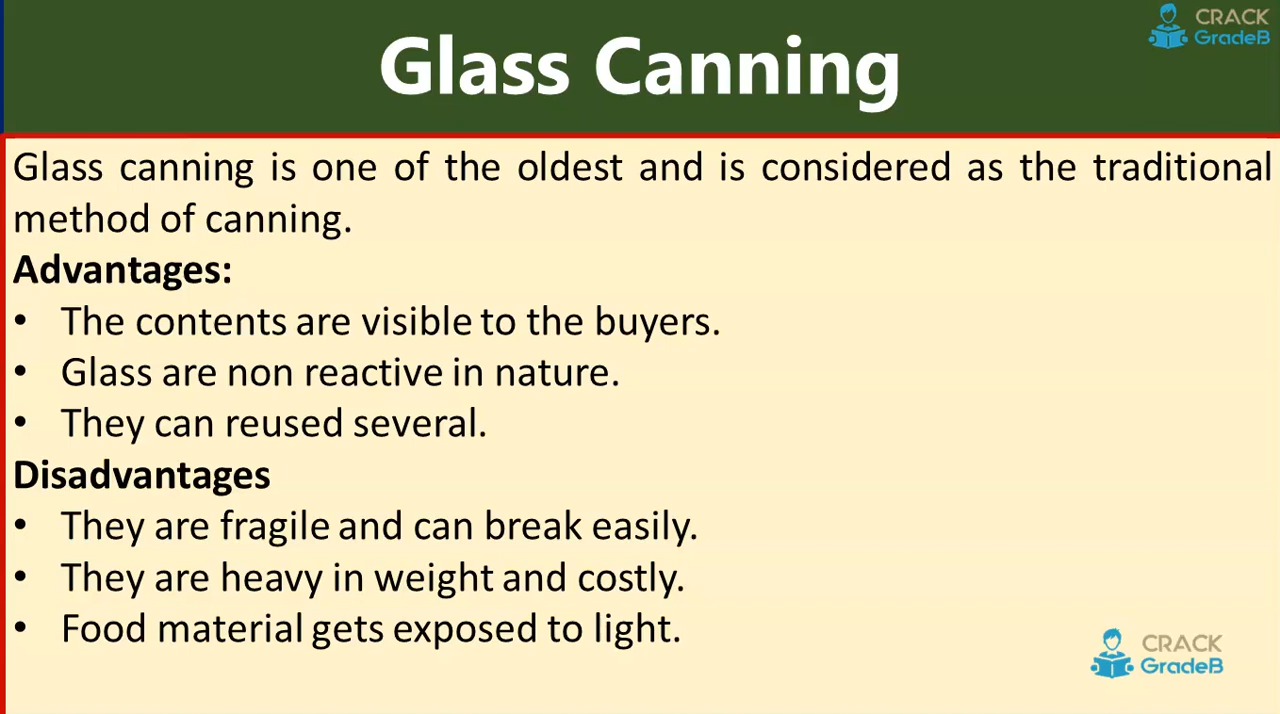 CRACK
GradeB
Glass Canning
Glass canning is one of the oldest and is considered as the traditional
method of canning.
Advantages:
• The contents are visible to the buyers.
• Glass are non reactive in nature.
• They can reused several.
Disadvantages
• They are fragile and can break easily.
• They are heavy in weight and costly.
• Food material gets exposed to light.
CRACK
GradeB